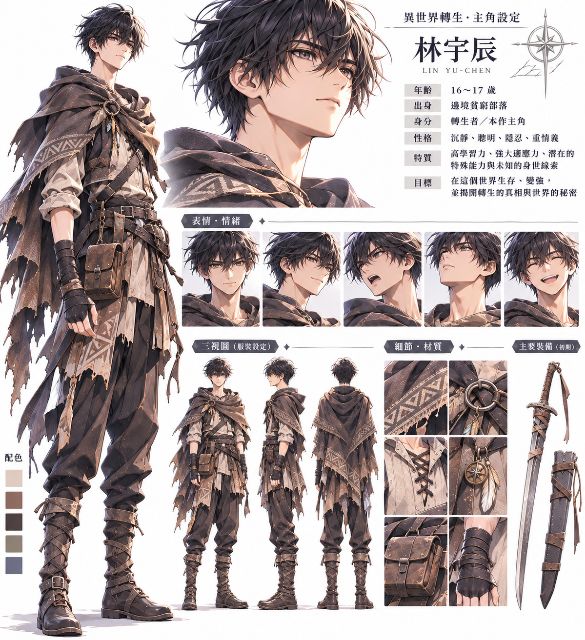 異世界轉生・主角設定
林宇辰
LIN YU-CHEN
年齡 16～17 歲
出身 邊境貧窮部落
身分 轉生者／本作主角
性格 沉靜、聰明、隱忍、重情義
特質 高學習力、強大適應力、潛在的
特殊能力與未知的身世線索
目標 在這個世界生存、變強，
並揭開轉生的真相與世界的秘密
表情・情緒
三視圖（服裝設定）
細節・材質
主要裝備（初期）
配色